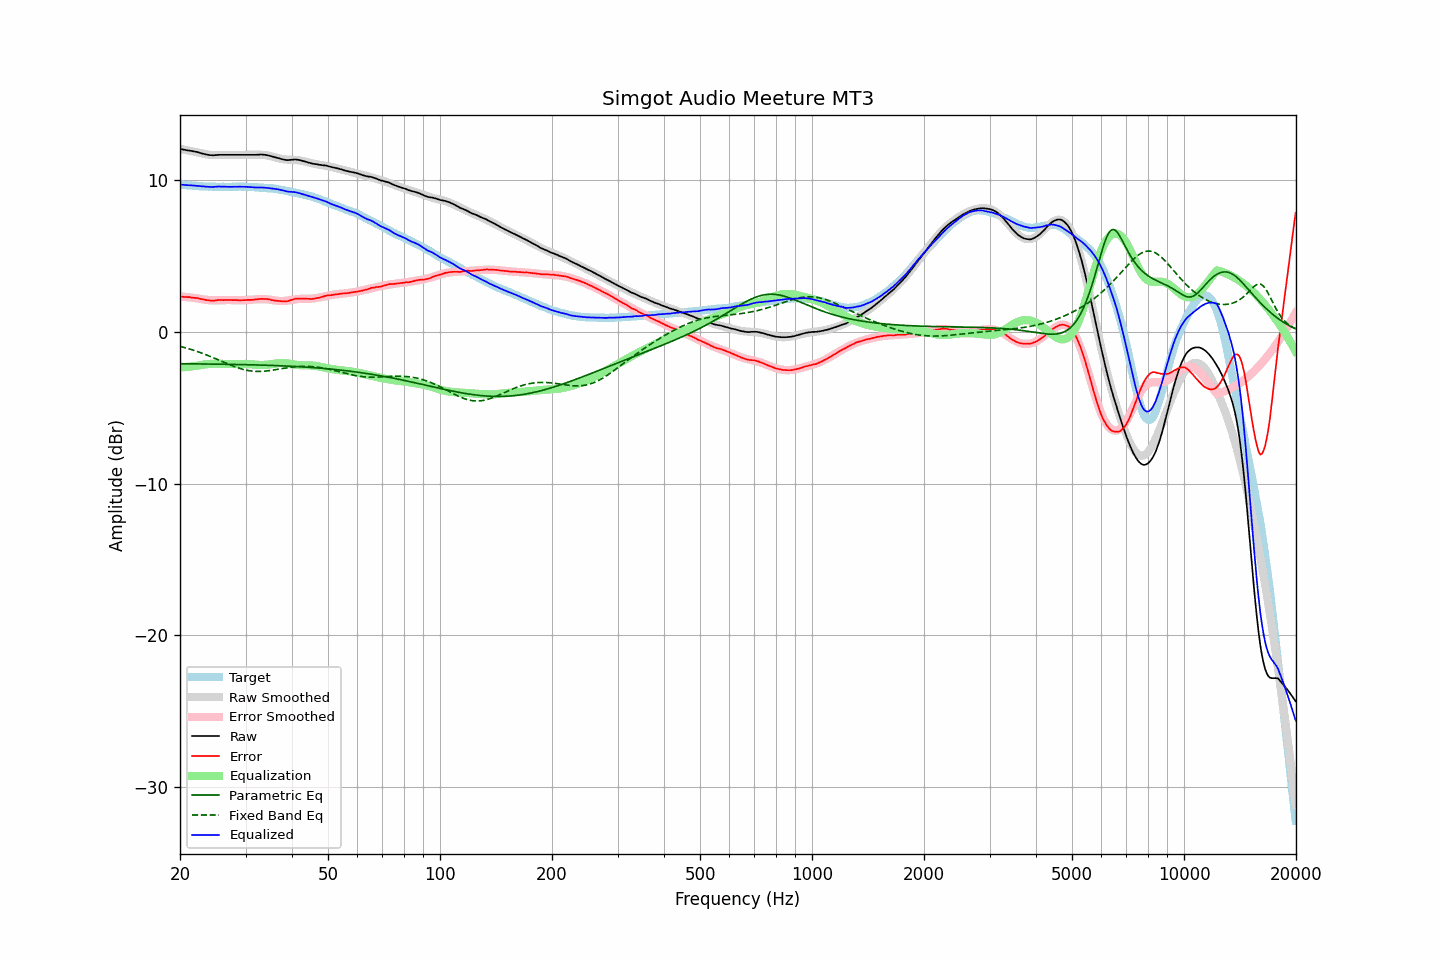 Simgot Audio Meeture MT3
Amplitude (dBr)
10
0
−10
−20
−30
Target
Raw Smoothed
Error Smoothed
Raw
Error
Equalization
Parametric Eq
Fixed Band Eq
Equalized
20 50 100 200 500 1000 2000 5000 10000 20000
Frequency (Hz)